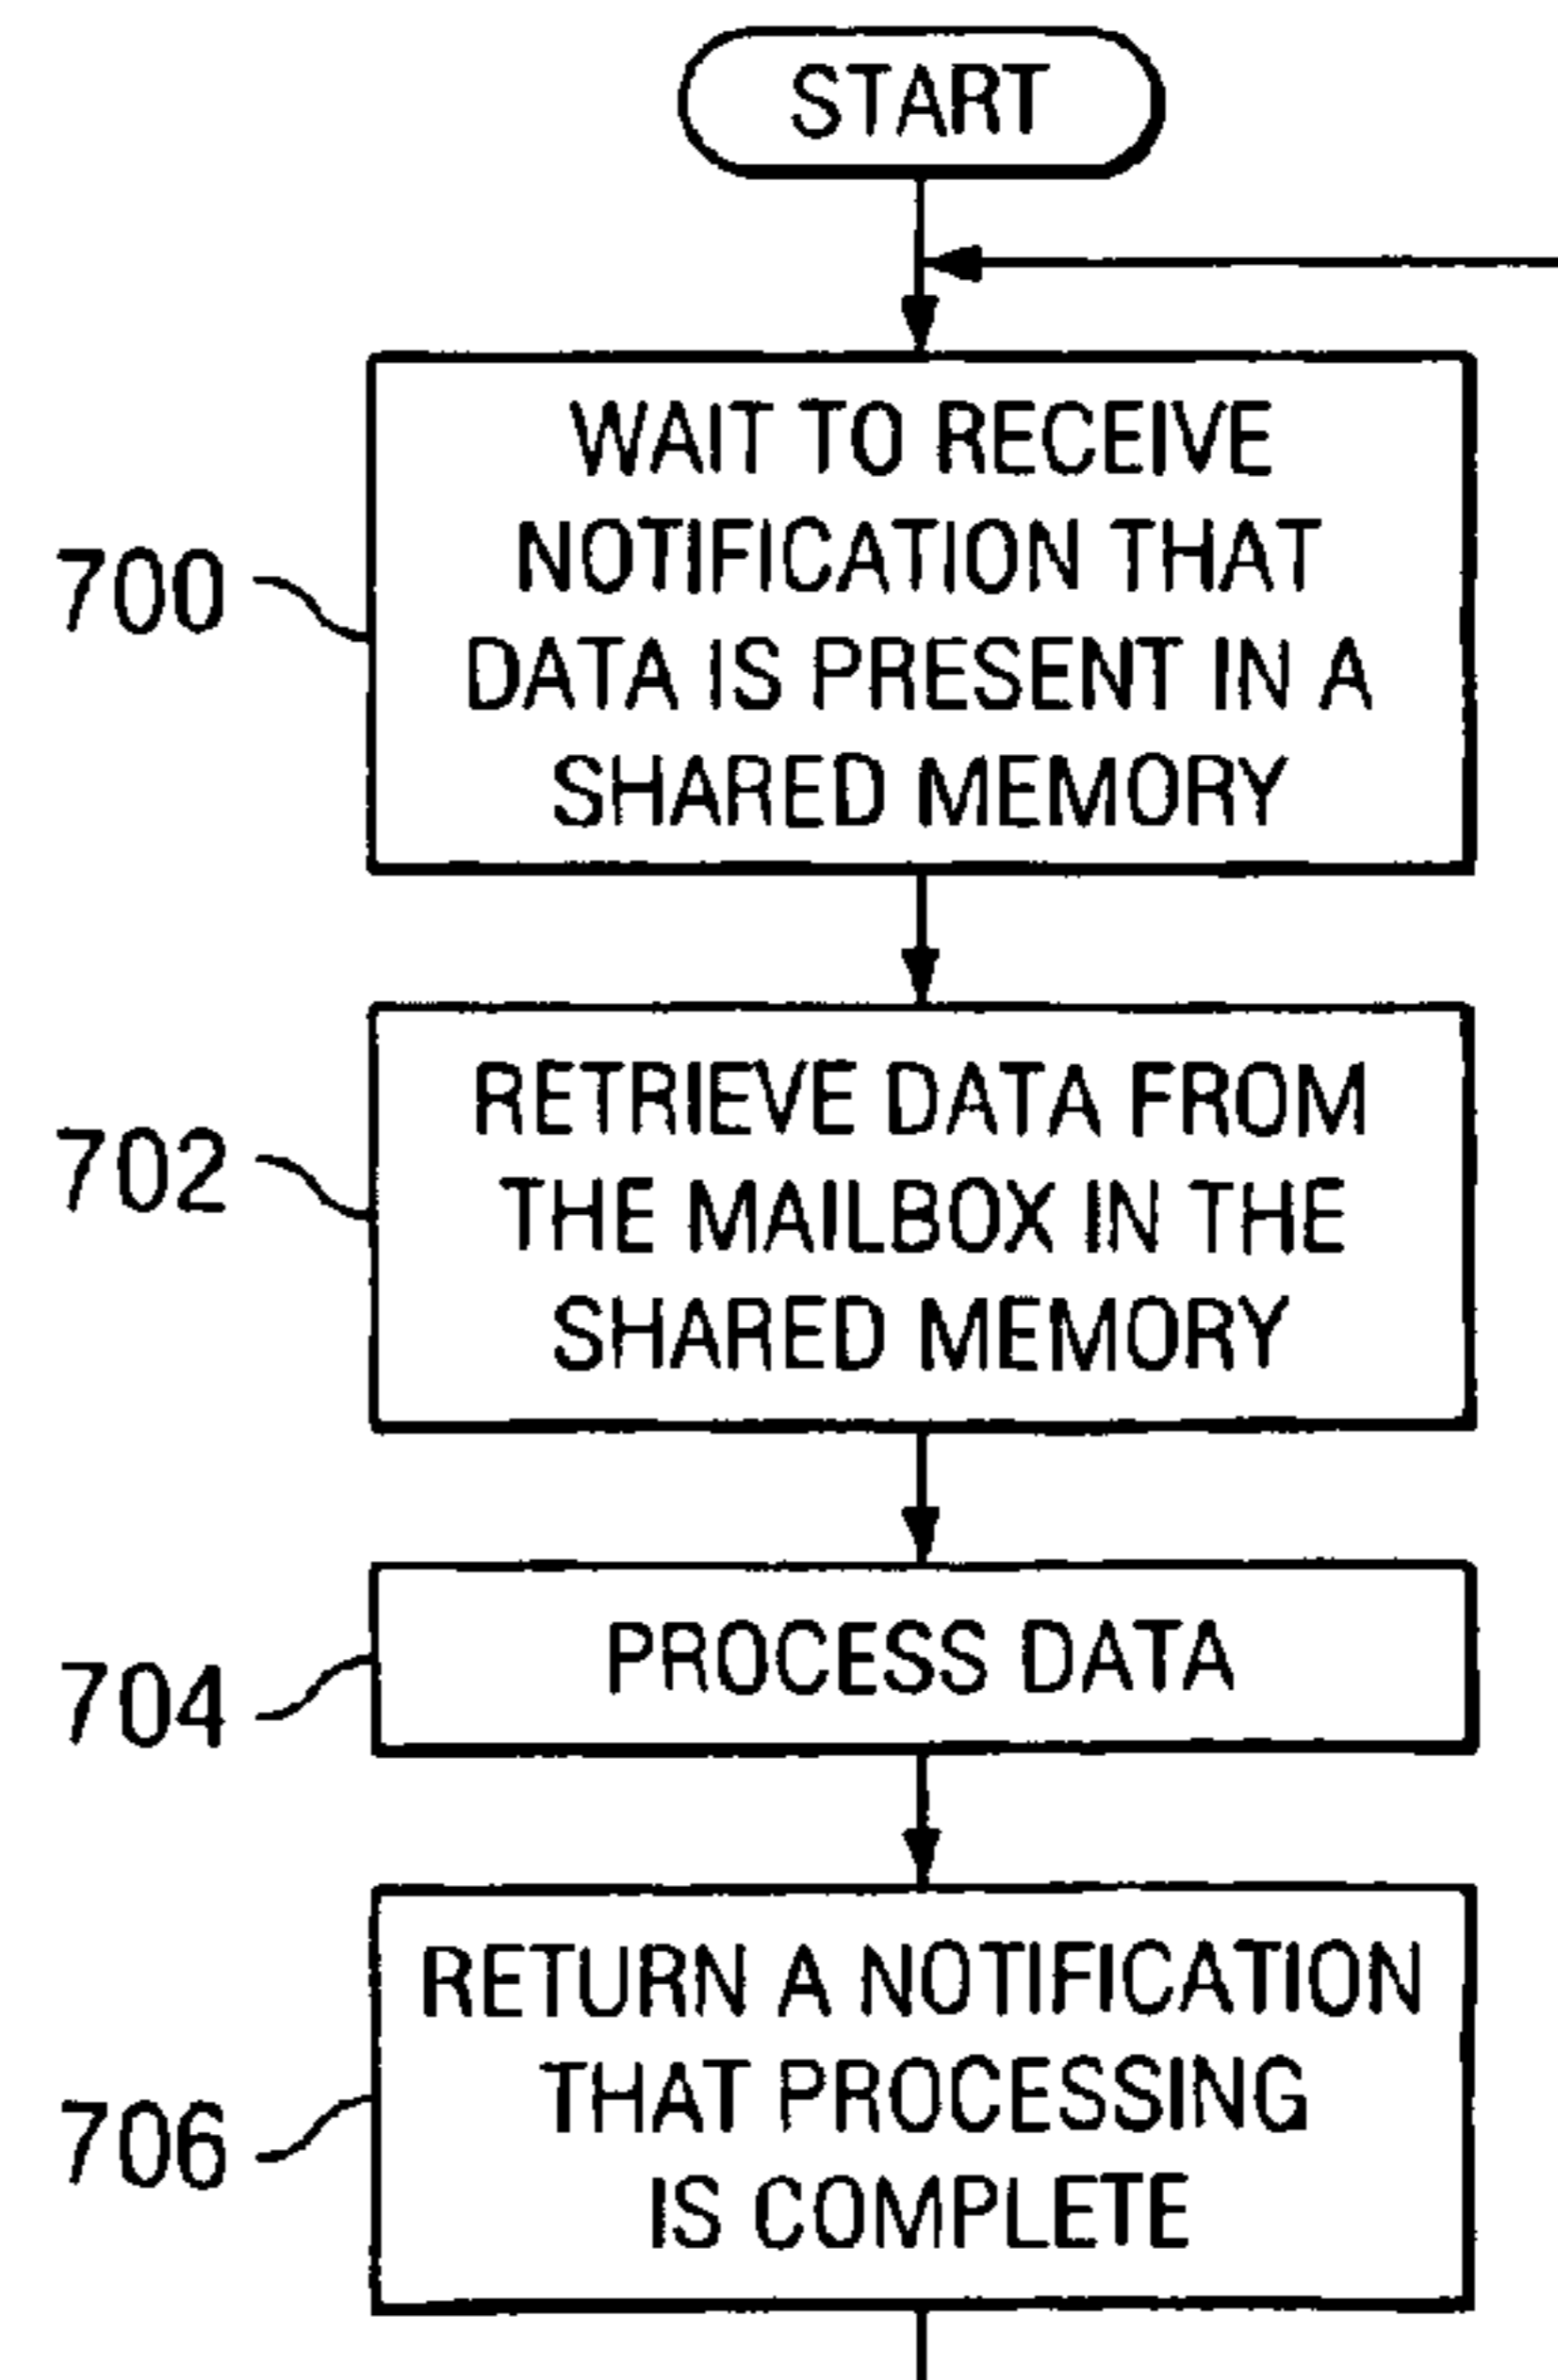 START
WAIT TO RECEIVE
NOTIFICATION THAT
700
DATA IS PRESENT IN A
SHARED MEMORY
RETRIEVE DATA FROM
702
THE MAILBOX IN THE
SHARED MEMORY
PROCESS DATA
704
RETURN A NOTIFICATION
THAT PROCESSING
706
IS COMPLETE